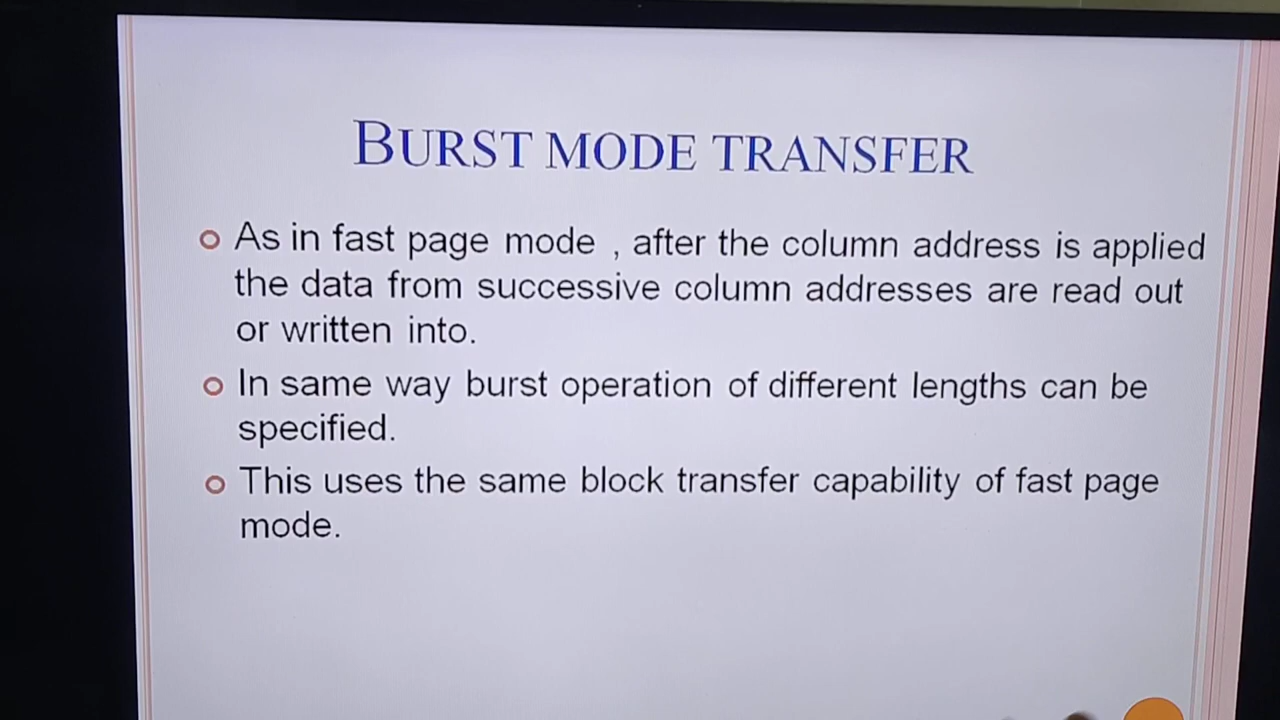 BURST MODE TRANSFER
As in fast page mode , after the column address is applied
the data from successive column addresses are read out
or written into.
In same way burst operation of different lengths can be
specified.
This uses the same block transfer capability of fast page
mode.